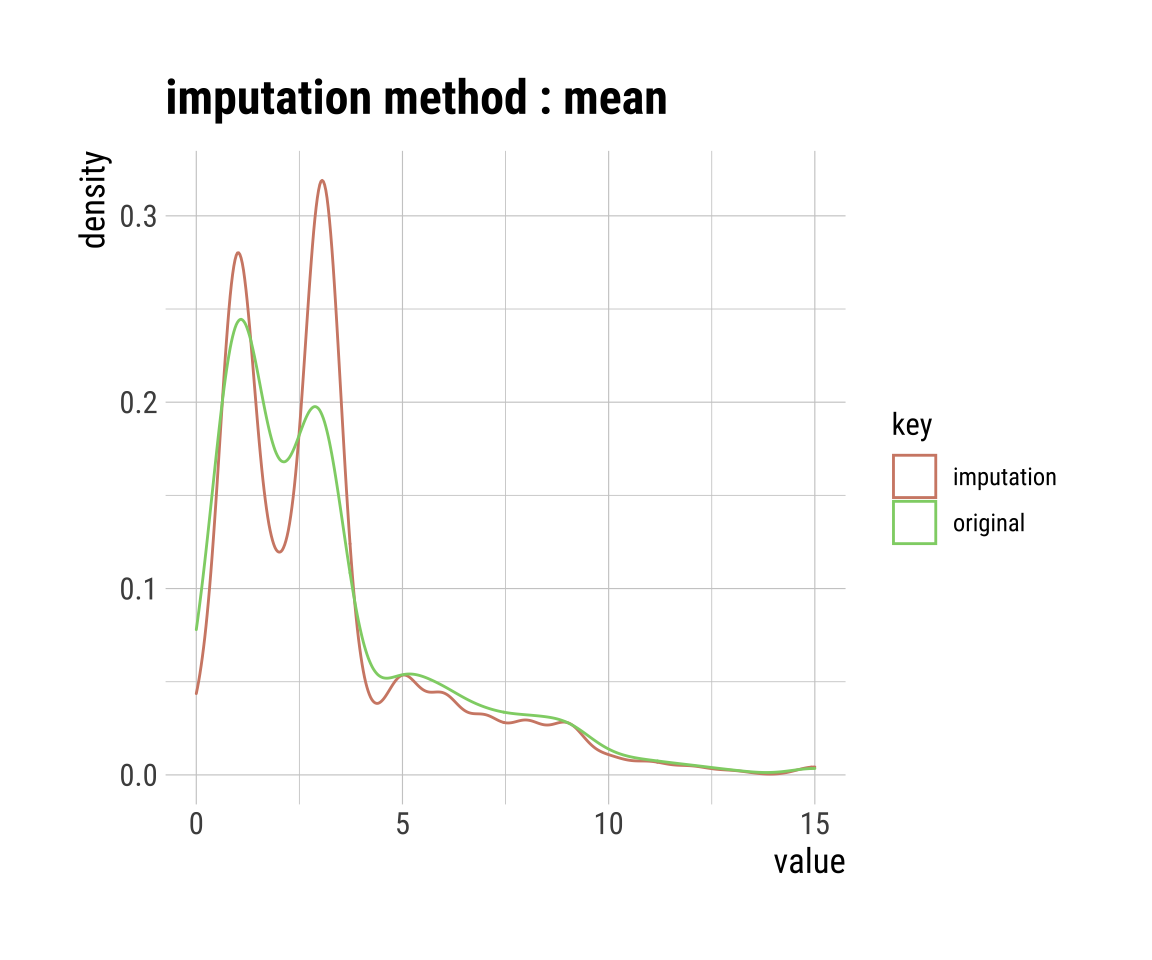 imputation method : mean
density
0.3
0.2
0.1
0.0
0 5 10 15
value
key
imputation
original